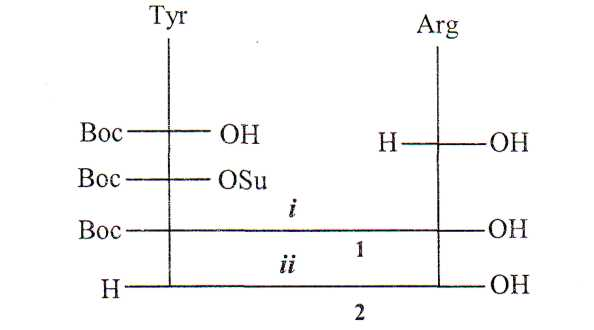 Tyr Arg
Boc OH
H OH
Boc OSu
i
Boc OH
1
ii
H OH
2